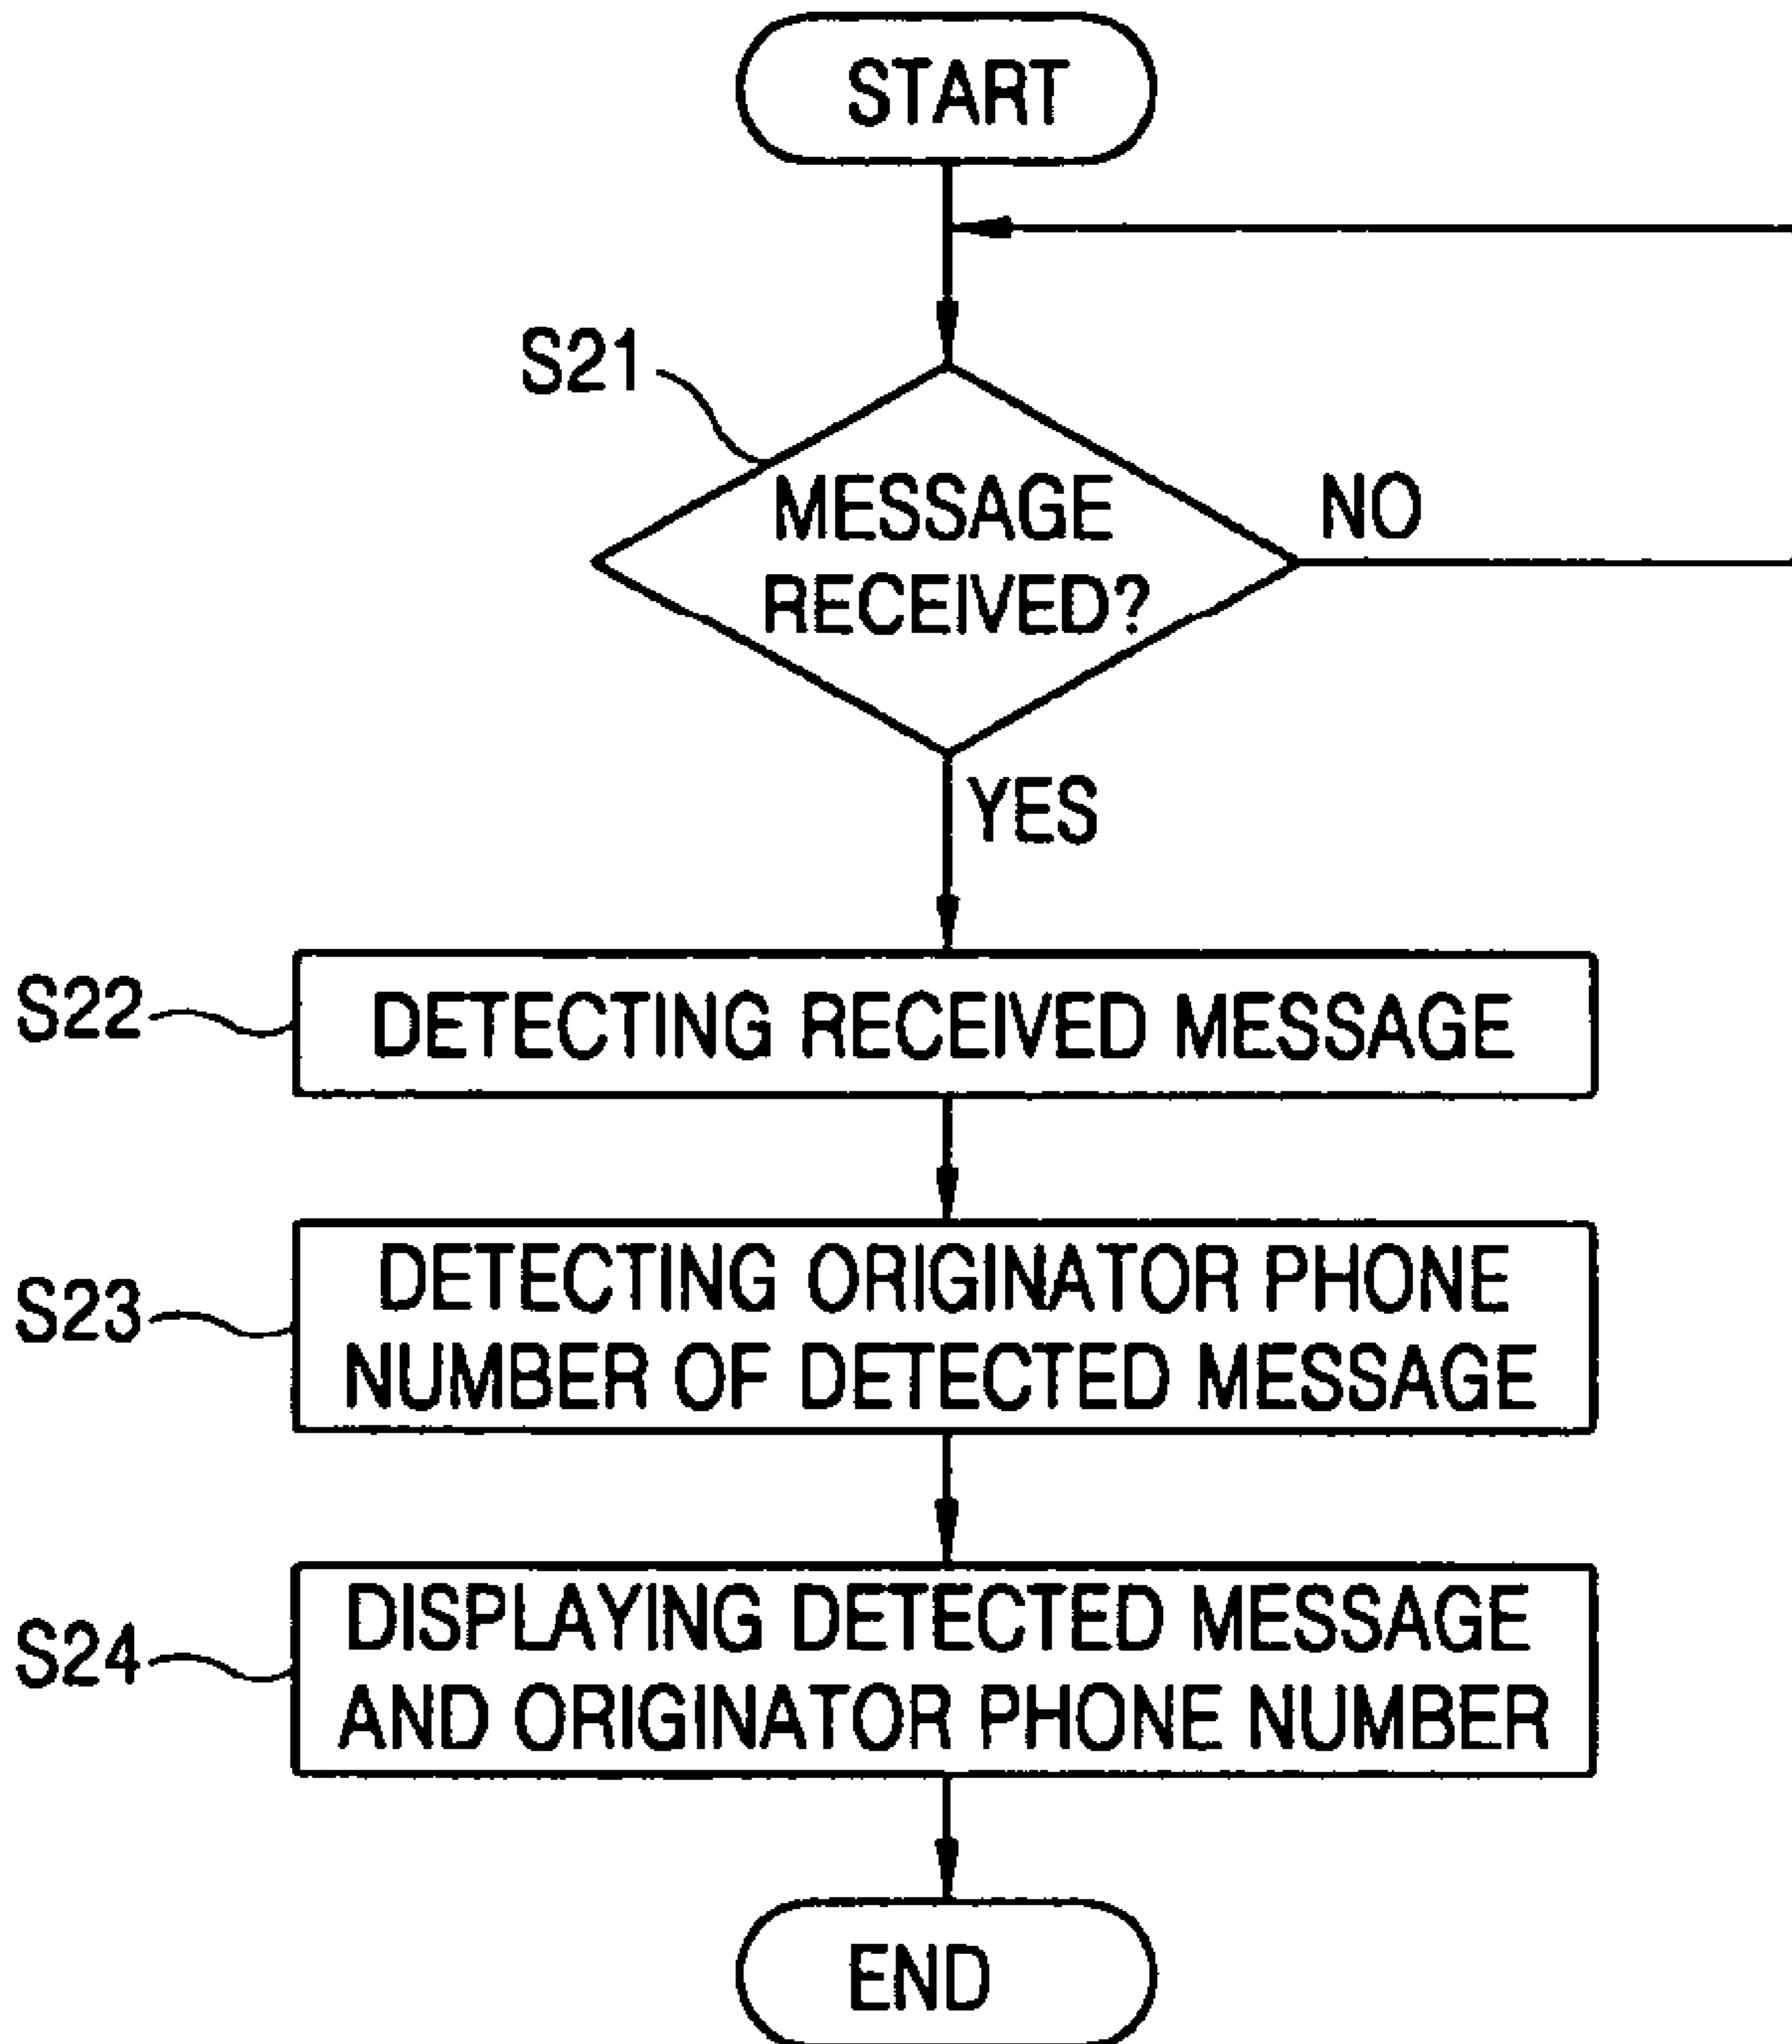 START
S21
MESSAGE
RECEIVED?
NO
YES
S22
DETECTING RECEIVED MESSAGE
S23
DETECTING ORIGINATOR PHONE
NUMBER OF DETECTED MESSAGE
S24
DISPLAYING DETECTED MESSAGE
AND ORIGINATOR PHONE NUMBER
END